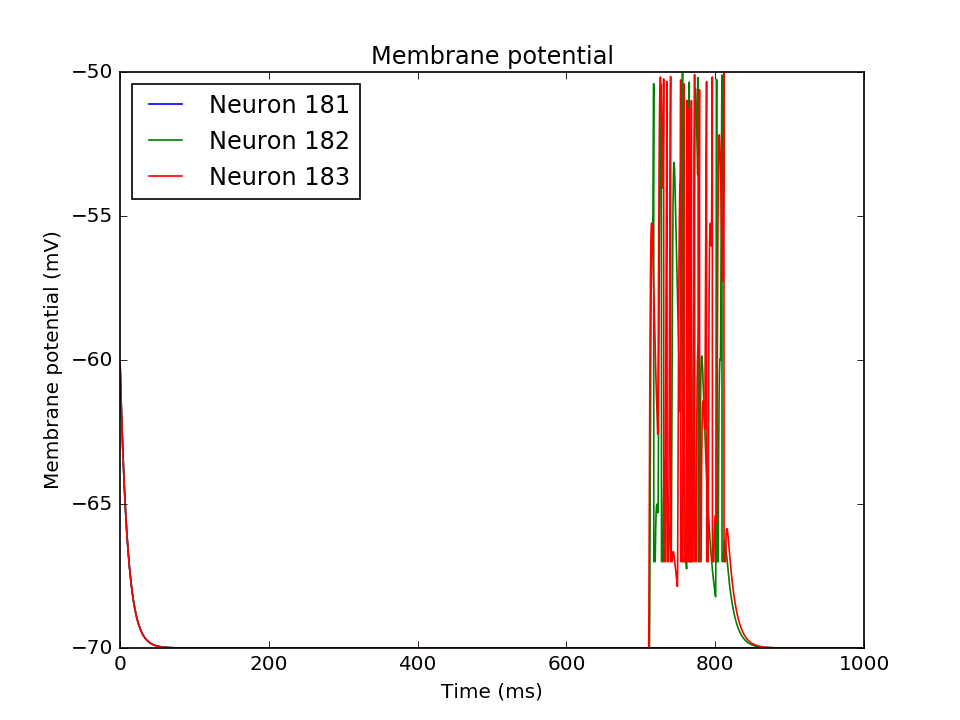 Membrane potential
−50
−55
−60
−65
−70
Membrane potential (mV)
Neuron 181
Neuron 182
Neuron 183
0 200 400 600 800 1000
Time (ms)